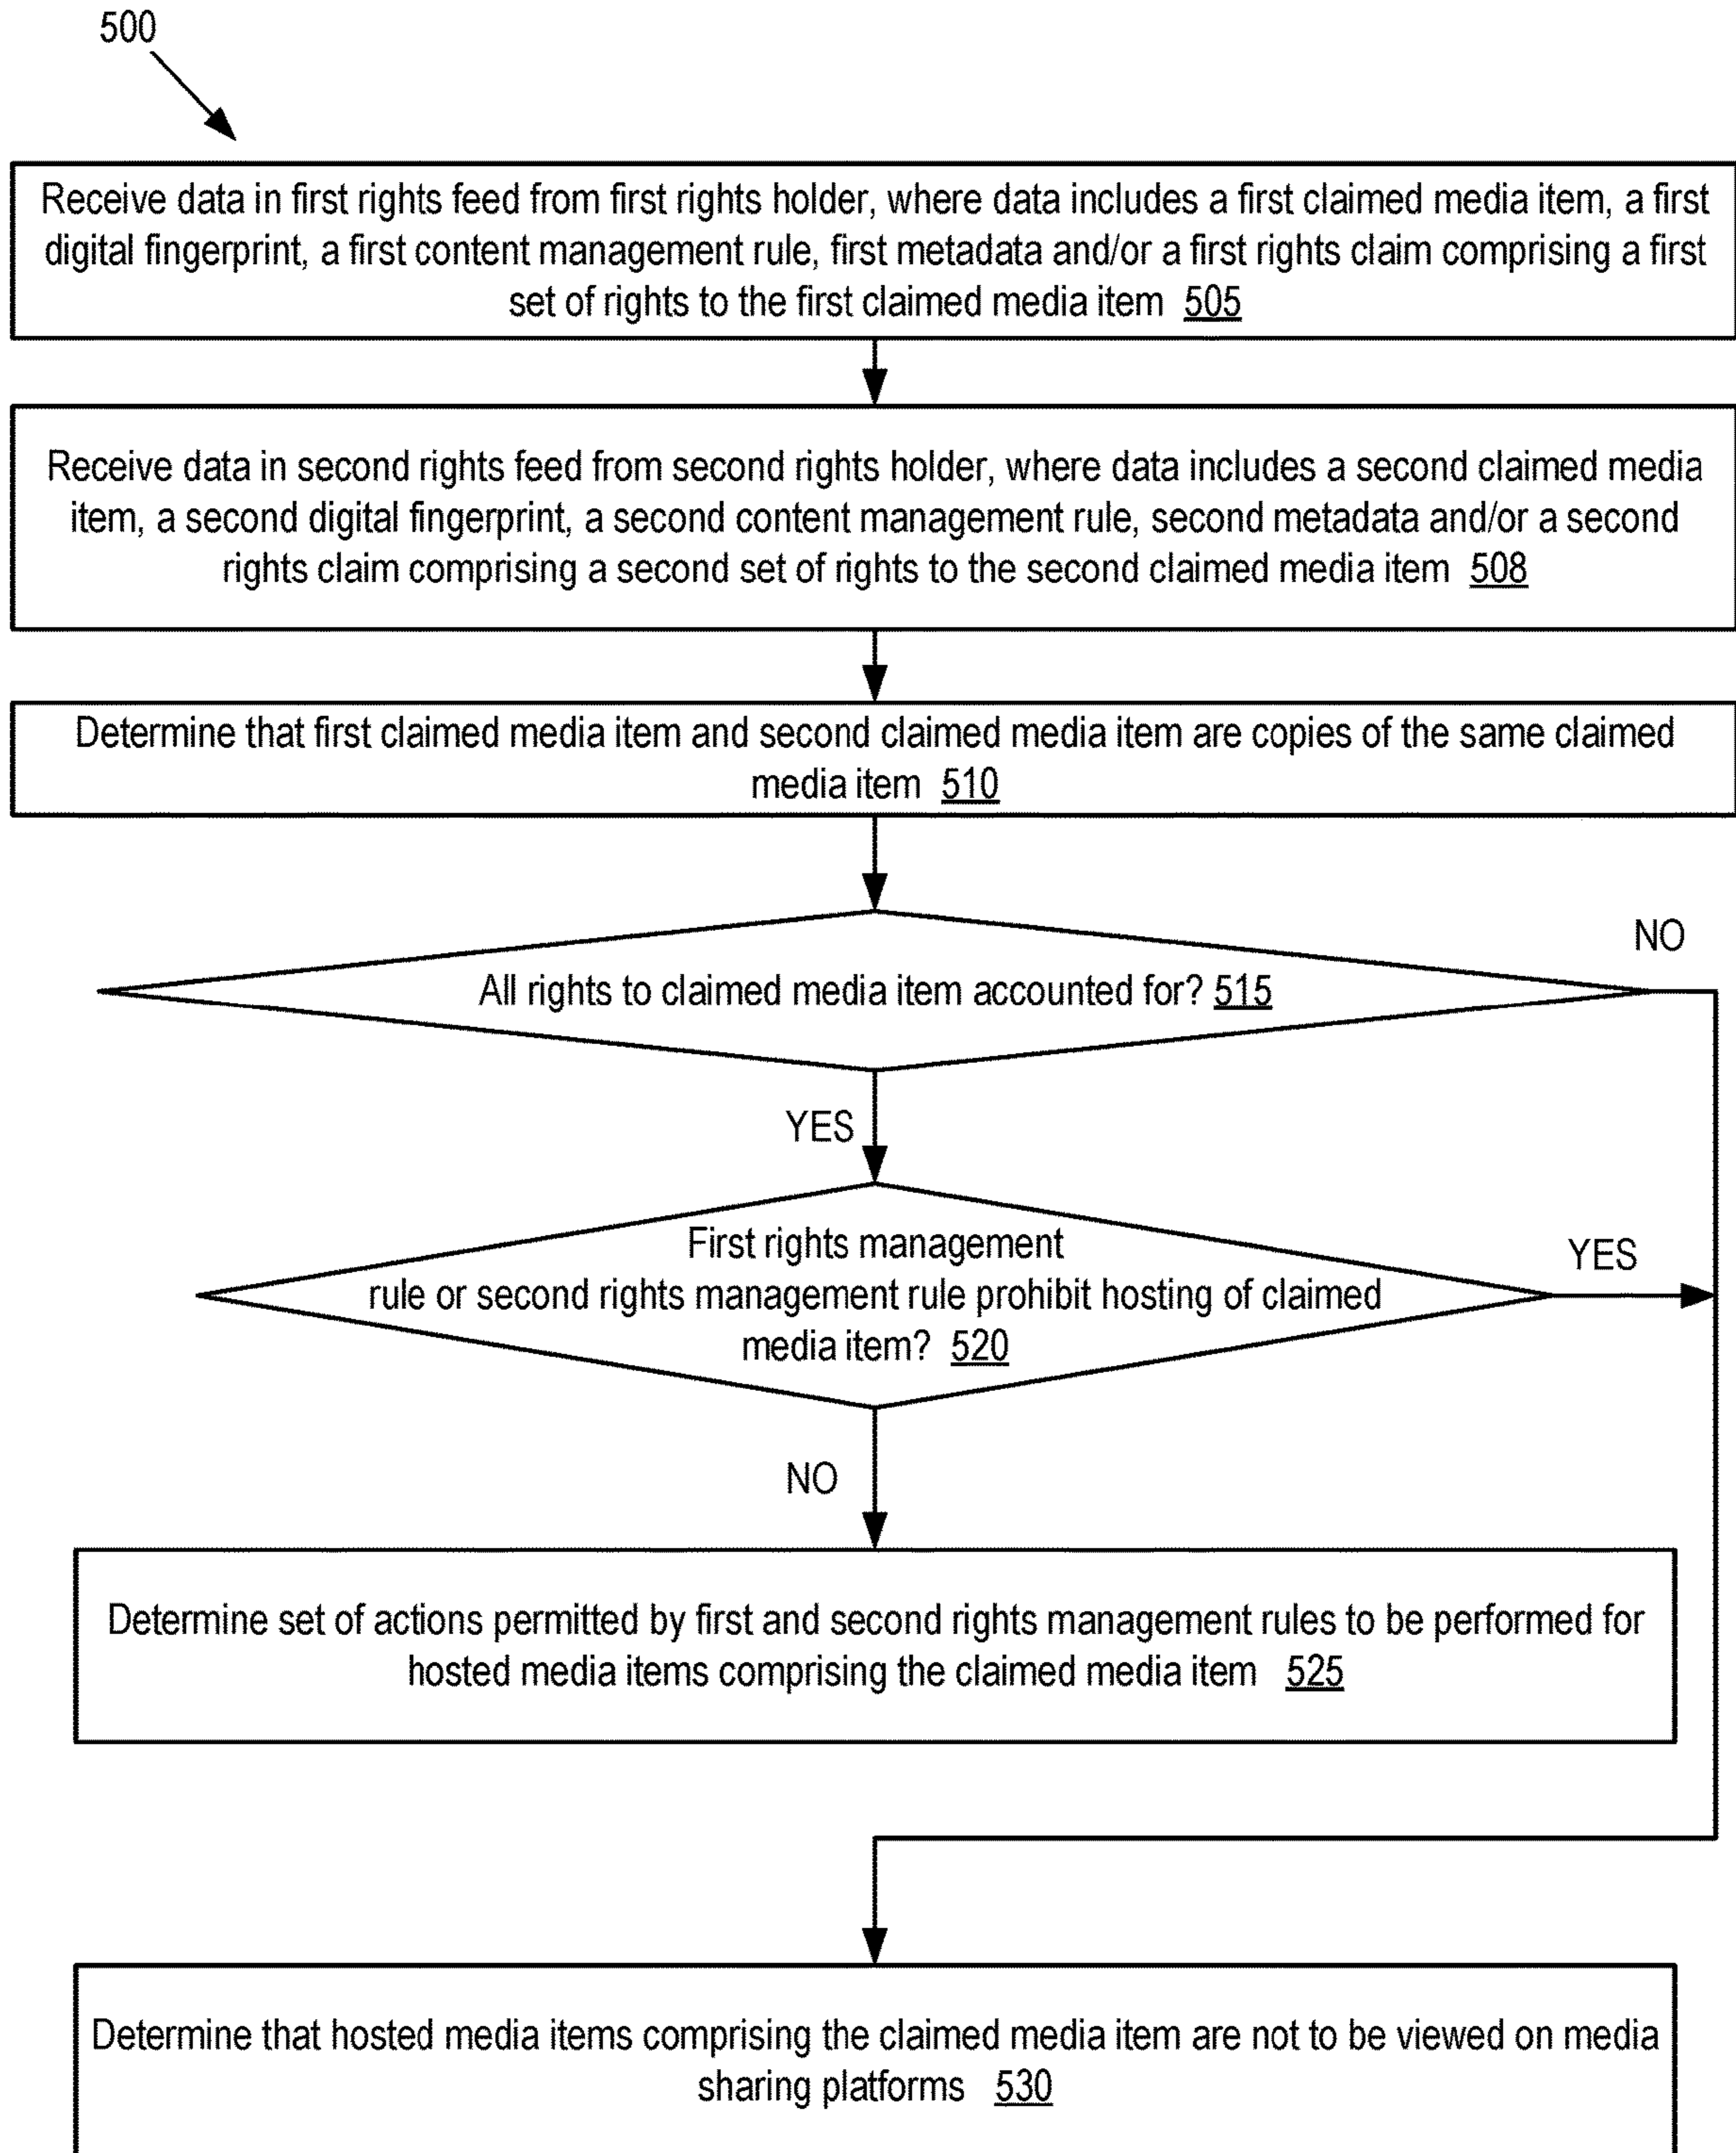 500
Receive data in first rights feed from first rights holder, where data includes a first claimed media item, a first
digital fingerprint, a first content management rule, first metadata and/or a first rights claim comprising a first
set of rights to the first claimed media item 505
Receive data in second rights feed from second rights holder, where data includes a second claimed media
item, a second digital fingerprint, a second content management rule, second metadata and/or a second
rights claim comprising a second set of rights to the second claimed media item 508
Determine that first claimed media item and second claimed media item are copies of the same claimed
media item 510
NO
All rights to claimed media item accounted for? 515
YES
First rights management
YES
rule or second rights management rule prohibit hosting of claimed
media item? 520
NO
Determine set of actions permitted by first and second rights management rules to be performed for
hosted media items comprising the claimed media item 525
Determine that hosted media items comprising the claimed media item are not to be viewed on media
sharing platforms 530